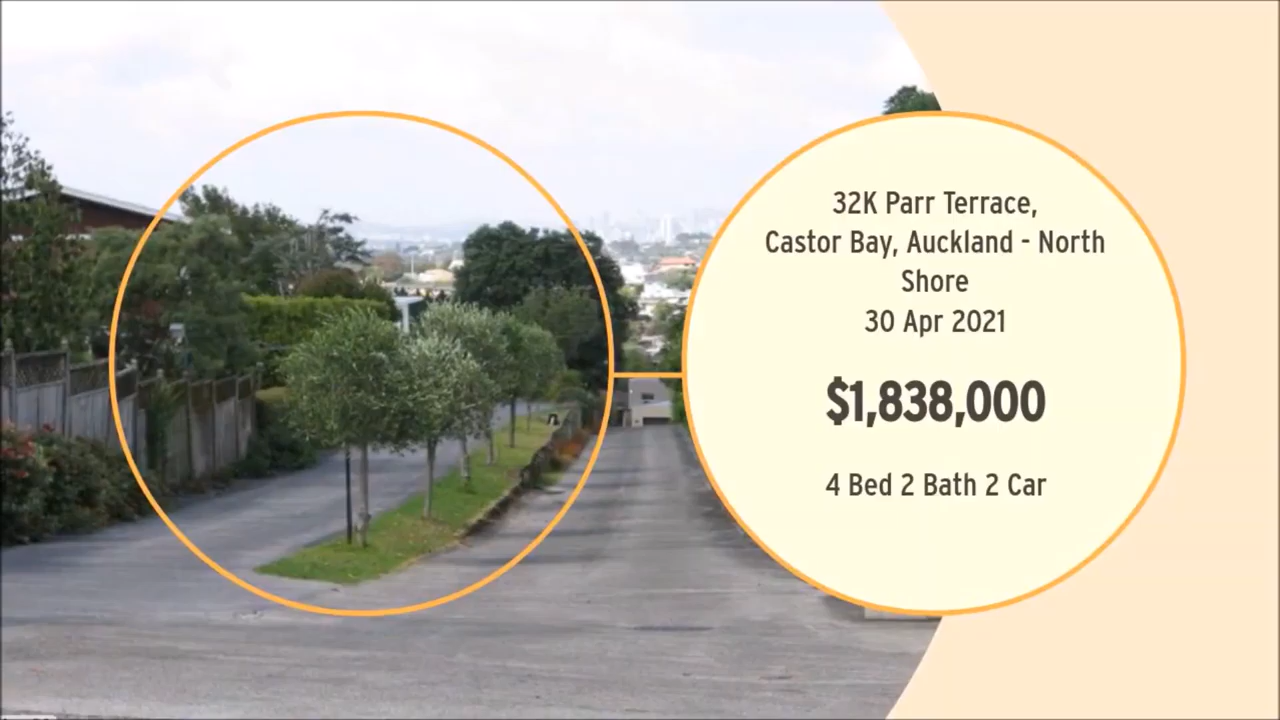 32K Parr Terrace,
Castor Bay, Auckland - North
Shore
30 Apr 2021
$1,838,000
4 Bed 2 Bath 2 Car